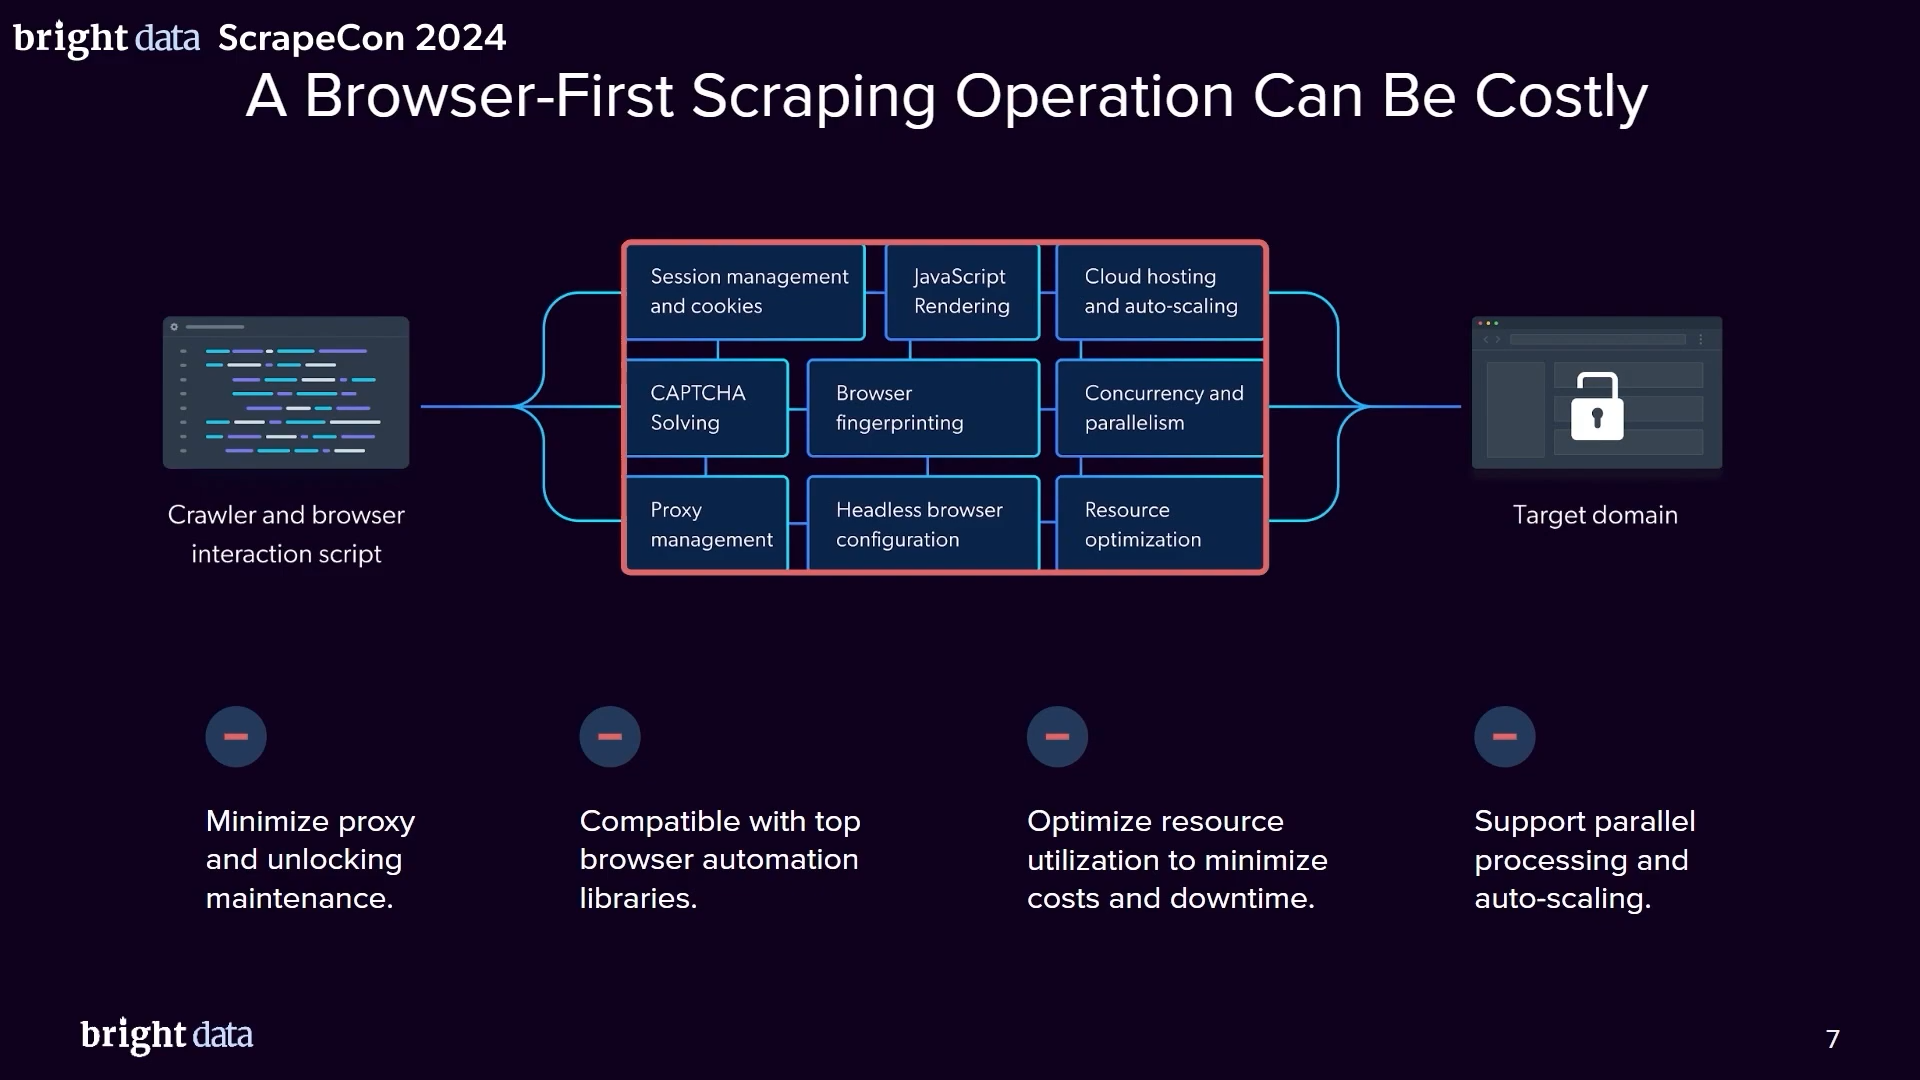 bright data ScrapeCon 2024
A Browser-First Scraping Operation Can Be Costly
Session management
and cookies
JavaScript
Rendering
Cloud hosting
and auto-scaling
CAPTCHA
Solving
Browser
fingerprinting
Concurrency and
parallelism
Proxy
management
Headless browser
configuration
Resource
optimization
Crawler and browser
interaction script
Target domain
Minimize proxy
and unlocking
maintenance.
Compatible with top
browser automation
libraries.
Optimize resource
utilization to minimize
costs and downtime.
Support parallel
processing and
auto-scaling.
bright data
7